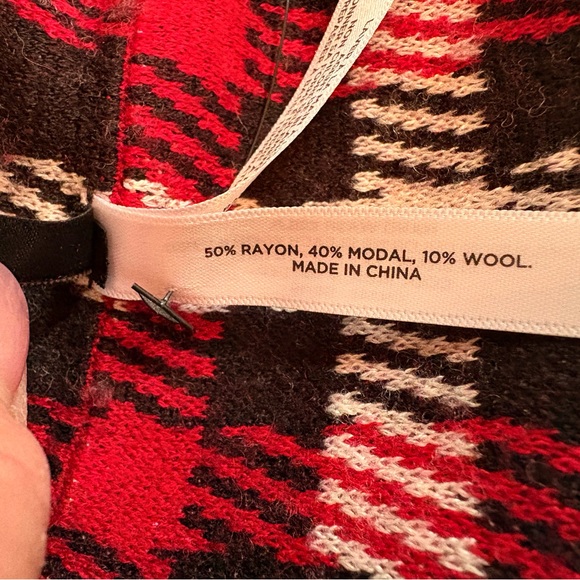 50% RAYON, 40% MODAL, 10% WOOL.
MADE IN CHINA